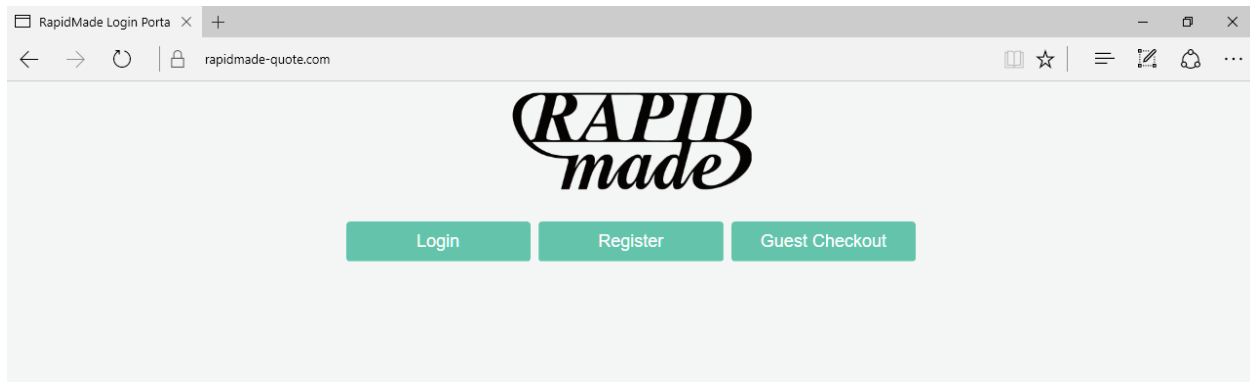 RapidMade Login Porta
rapidmade-quote.com
RAPID
made
Login Register Guest Checkout